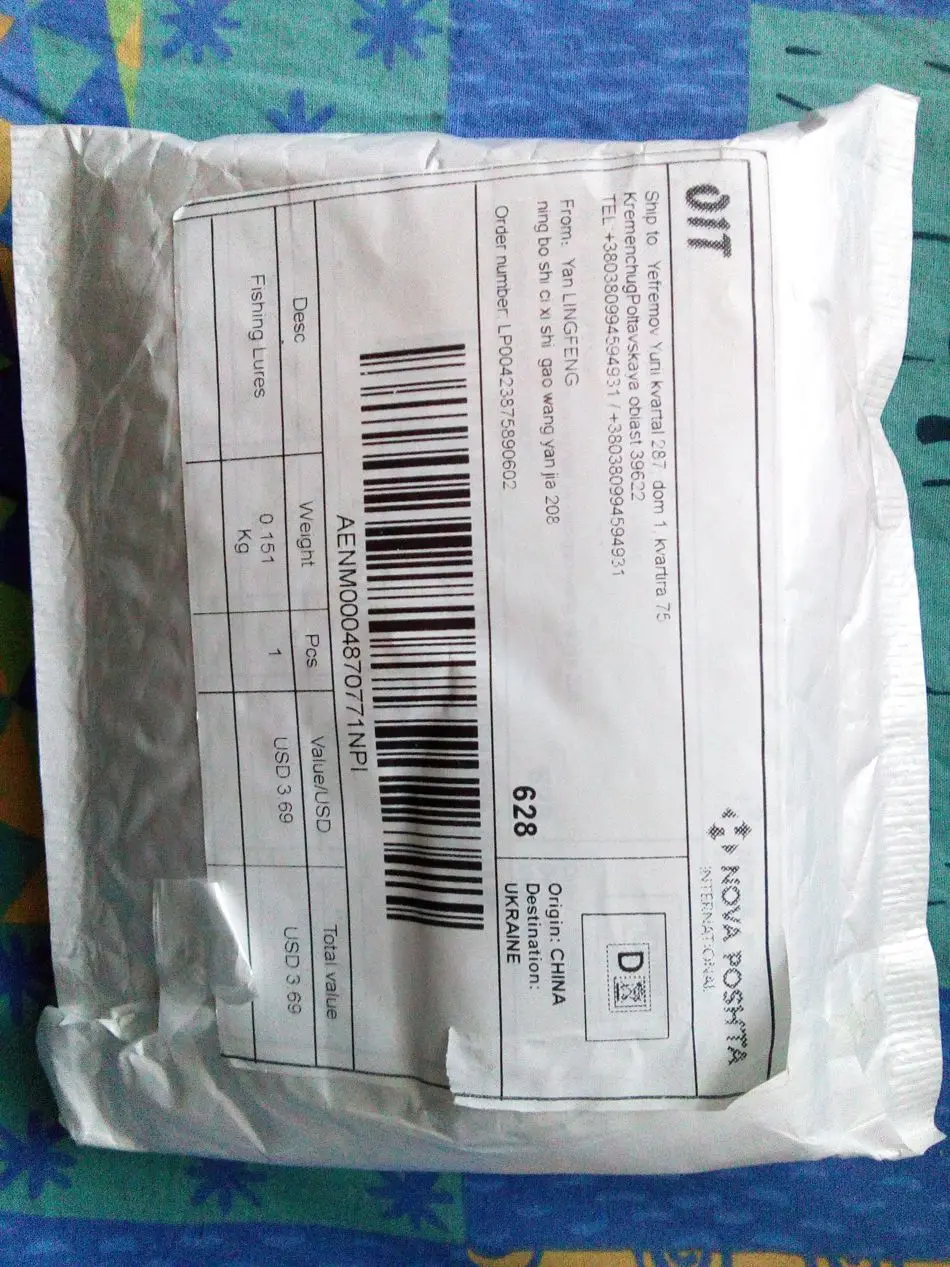 017
NOVA POSHTA
INTERNATIONAL
Ship to Yefremov Yurii kvartal 287, dom 1, kvartira 75
KremenchugPoltavskaya oblast 39622
TEL:+380380994594931 / +380380994594931
D
From: Yan LINGFENG
ning bo shi ci xi shi gao wang yan jia 208
Order number: LP00423875890602
628
Origin: CHINA
Destination:
UKRAINE
AENM0004870771NPI
Desc Weight Pcs Value/USD Total value
Fishing Lures 0.151 1 USD 3.69 USD 3.69
Kg